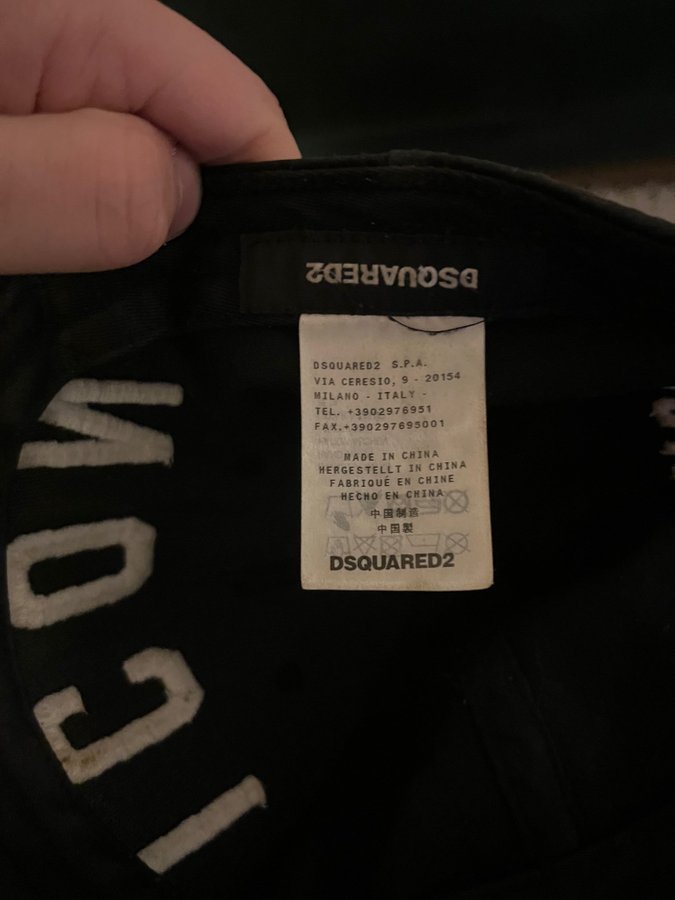 DSQUARED2
DSQUARED2 S.P.A.
VIA CERESIO, 9 - 20154
MILANO - ITALY -
TEL. +3902976951
FAX.+390297695001
MADE IN CHINA
HERGESTELLT IN CHINA
FABRIQUÉ EN CHINE
HECHO EN CHINA
中国制造
中国製
DSQUARED2
ICON